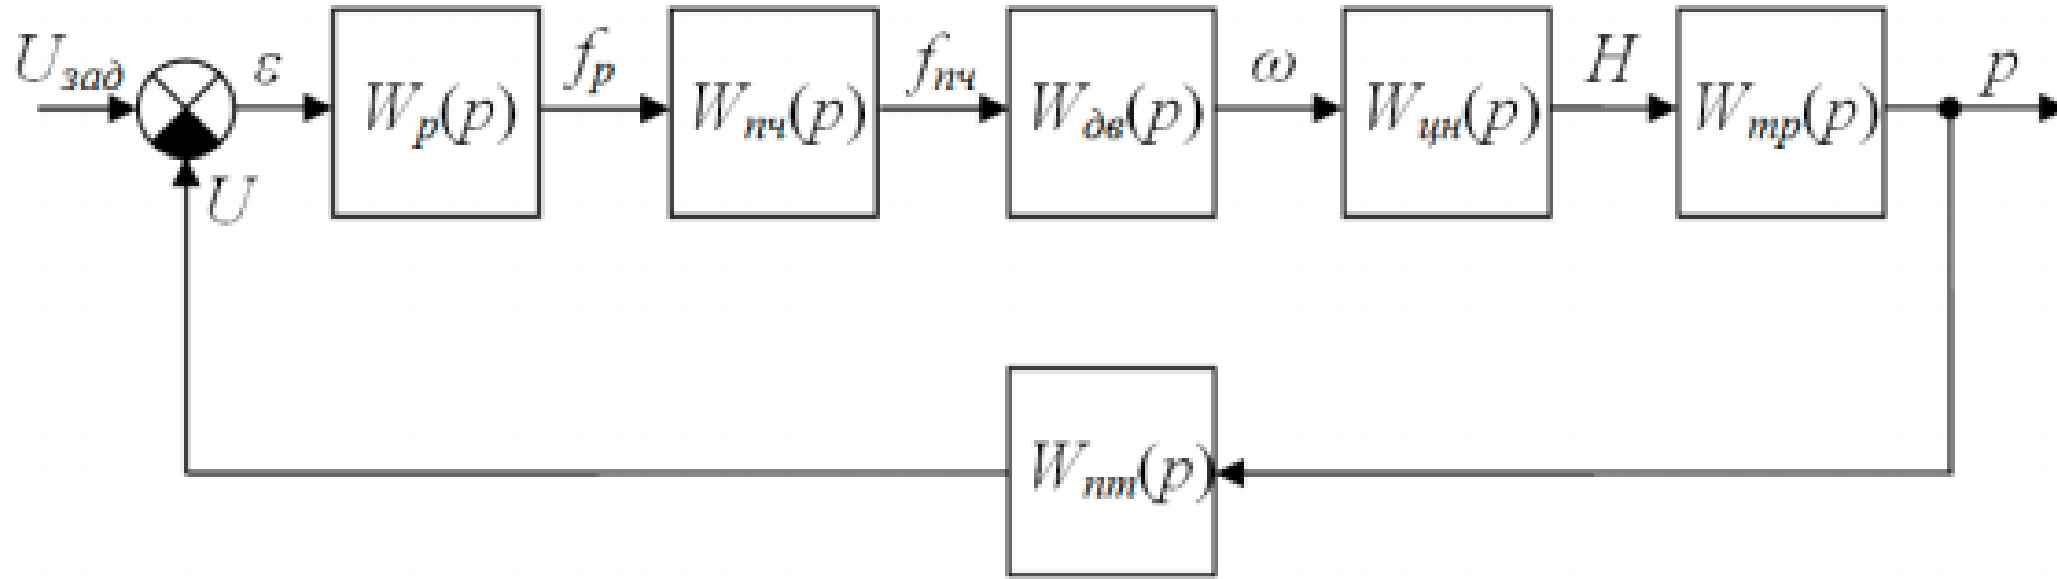 Uзад ε Wр(p) fр Wпч(p) fпч Wдв(p) ω Wцн(p) H Wтр(p) p
U
Wпт(p)